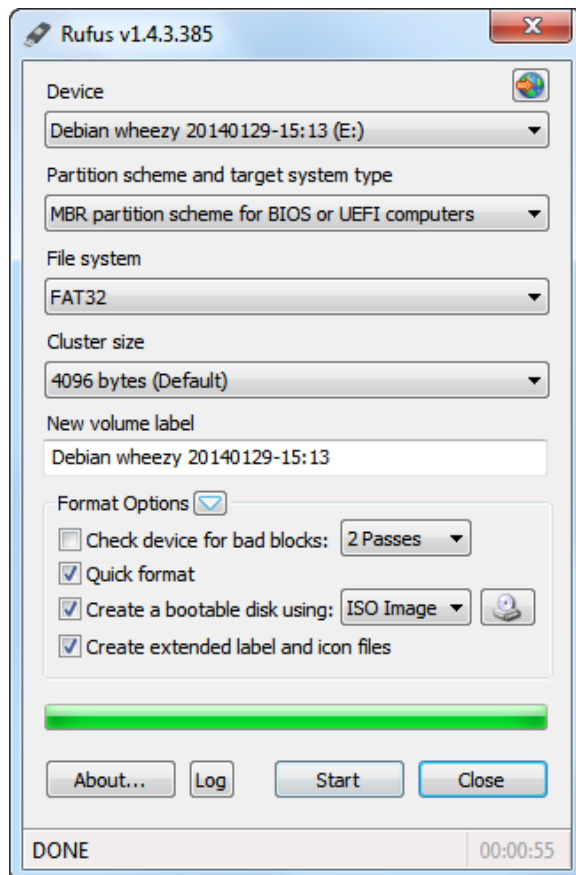 Rufus v1.4.3.385
Device
Debian wheezy 20140129-15:13 (E:)
Partition scheme and target system type
MBR partition scheme for BIOS or UEFI computers
File system
FAT32
Cluster size
4096 bytes (Default)
New volume label
Debian wheezy 20140129-15:13
Format Options
Check device for bad blocks: 2 Passes
Quick format
Create a bootable disk using: ISO Image
Create extended label and icon files
About... Log Start Close
DONE 00:00:55